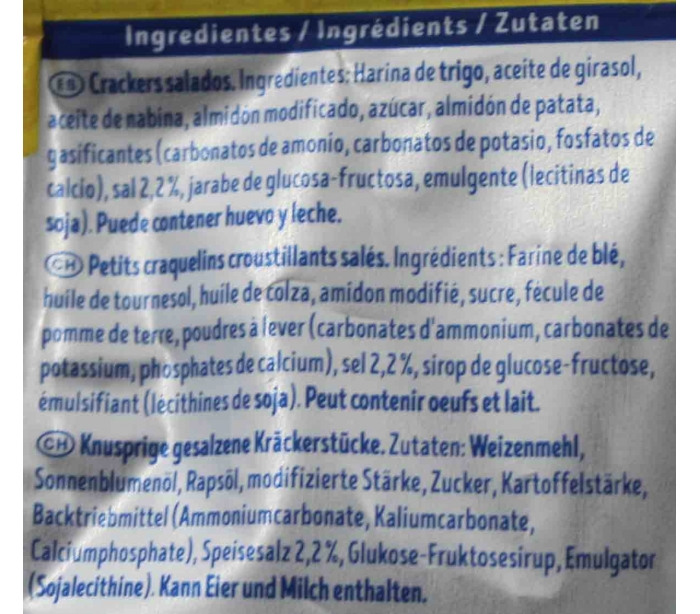 Ingredientes / Ingrédients / Zutaten
ES Crackers salados. Ingredientes: Harina de trigo, aceite de girasol,
aceite de nabina, almidón modificado, azúcar, almidón de patata,
gasificantes (carbonatos de amonio, carbonatos de potasio, fosfatos de
calcio), sal 2,2%, jarabe de glucosa-fructosa, emulgente (lecitinas de
soja). Puede contener huevo y leche.
CH Petits craquelins croustillants salés. Ingrédients : Farine de blé,
huile de tournesol, huile de colza, amidon modifié, sucre, fécule de
pomme de terre, poudres à lever (carbonates d'ammonium, carbonates de
potassium, phosphates de calcium), sel 2,2%, sirop de glucose-fructose,
émulsifiant (lécithines de soja). Peut contenir oeufs et lait.
CH Knusprige gesalzene Kräckerstücke. Zutaten: Weizenmehl,
Sonnenblumenöl, Rapsöl, modifizierte Stärke, Zucker, Kartoffelstärke,
Backtriebmittel (Ammoniumcarbonate, Kaliumcarbonate,
Calciumphosphate), Speisesalz 2,2%, Glukose-Fruktosesirup, Emulgator
(Sojalecithine). Kann Eier und Milch enthalten.